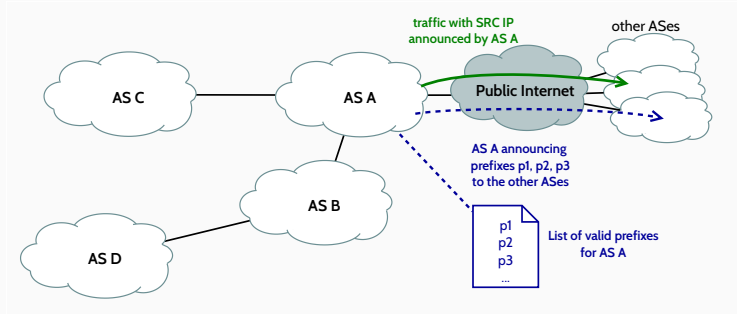 traffic with SRC IP
announced by AS A
other ASes
AS C
AS A
Public Internet
AS A announcing
prefixes p1, p2, p3
to the other ASes
AS B
p1
p2
p3
...
List of valid prefixes
for AS A
AS D